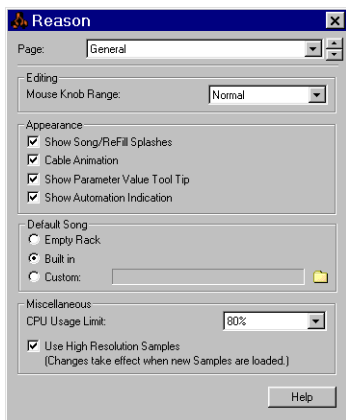 Reason
Page: General
Editing
Mouse Knob Range: Normal
Appearance
Show Song/ReFill Splashes
Cable Animation
Show Parameter Value Tool Tip
Show Automation Indication
Default Song
Empty Rack
Built in
Custom:
Miscellaneous
CPU Usage Limit: 80%
Use High Resolution Samples
(Changes take effect when new Samples are loaded.)
Help